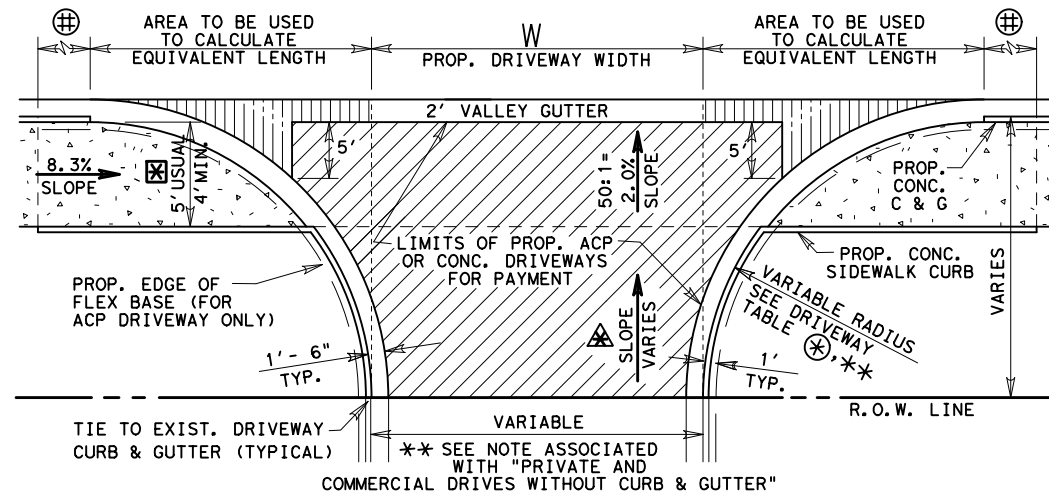 #
AREA TO BE USED
TO CALCULATE
EQUIVALENT LENGTH
W
PROP. DRIVEWAY WIDTH
AREA TO BE USED
TO CALCULATE
EQUIVALENT LENGTH
#
2' VALLEY GUTTER
8.3%
SLOPE
*
5' USUAL
4' MIN.
5'
50:1=
2.0%
SLOPE
5'
PROP.
CONC.
C & G
LIMITS OF PROP. ACP
OR CONC. DRIVEWAYS
FOR PAYMENT
PROP. CONC.
SIDEWALK CURB
VARIES
PROP. EDGE OF
FLEX BASE (FOR
ACP DRIVEWAY ONLY)
*
SLOPE
VARIES
VARIABLE RADIUS
SEE DRIVEWAY
TABLE *,**
1'-6"
TYP.
1'
TYP.
R.O.W. LINE
TIE TO EXIST. DRIVEWAY
CURB & GUTTER (TYPICAL)
VARIABLE
** SEE NOTE ASSOCIATED
WITH "PRIVATE AND
COMMERCIAL DRIVES WITHOUT CURB & GUTTER"